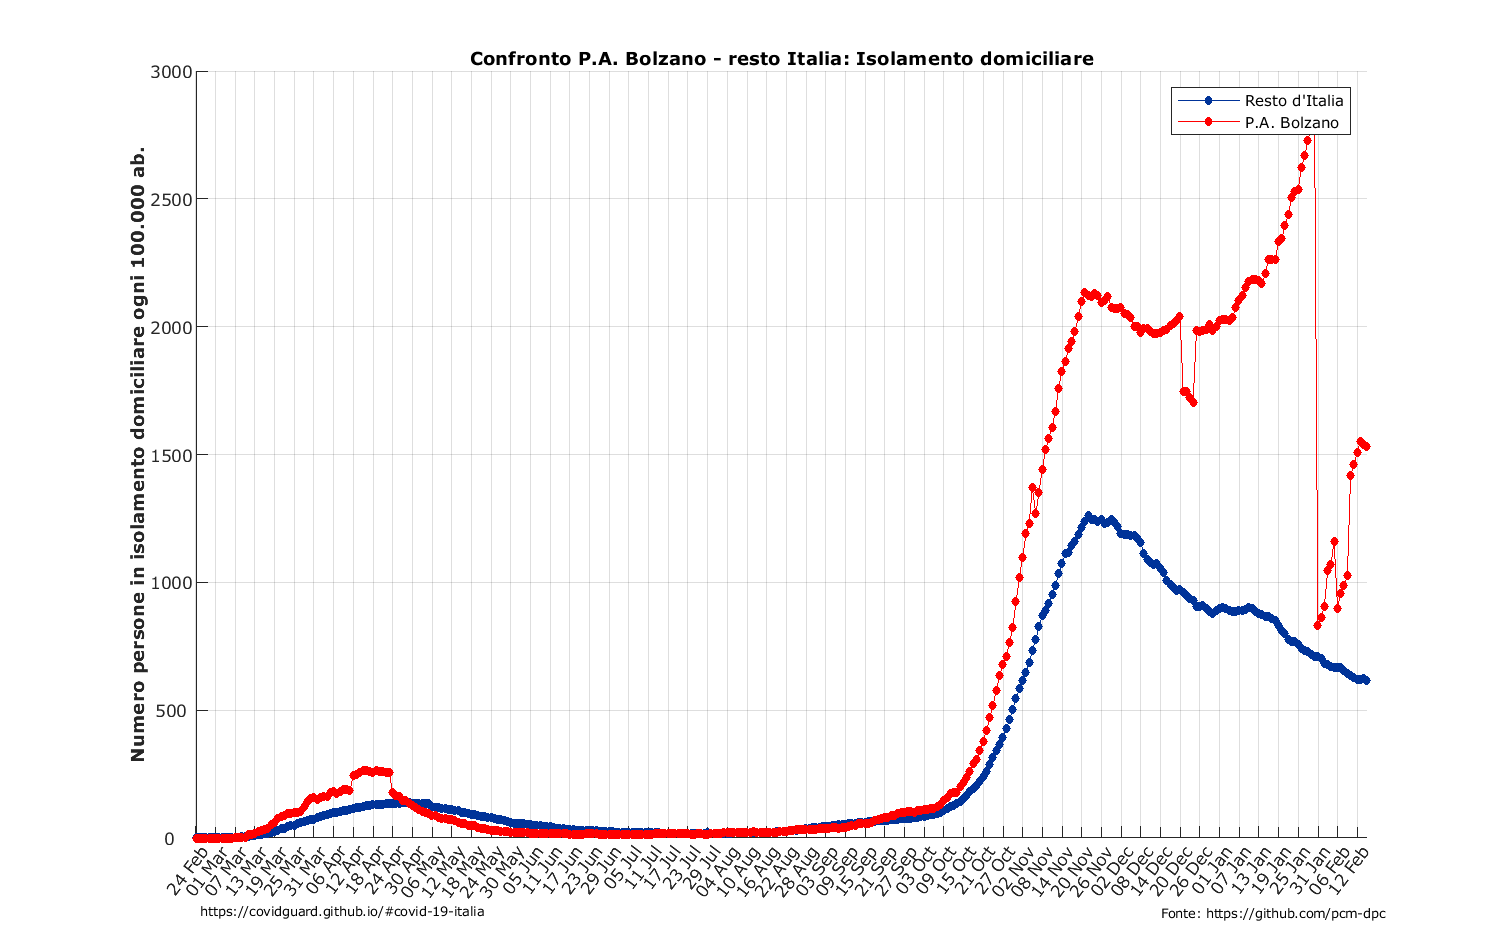 Confronto P.A. Bolzano - resto Italia: Isolamento domiciliare
Resto d'Italia
P.A. Bolzano
Numero persone in isolamento domiciliare ogni 100.000 ab.
3000
2500
2000
1500
1000
500
0
24 Feb
01 Mar
07 Mar
13 Mar
19 Mar
25 Mar
31 Mar
06 Apr
12 Apr
18 Apr
24 Apr
30 Apr
06 May
12 May
18 May
24 May
30 May
05 Jun
11 Jun
17 Jun
23 Jun
29 Jun
05 Jul
11 Jul
17 Jul
23 Jul
29 Jul
04 Aug
10 Aug
16 Aug
22 Aug
28 Aug
03 Sep
09 Sep
15 Sep
21 Sep
27 Sep
03 Oct
09 Oct
15 Oct
21 Oct
27 Oct
02 Nov
08 Nov
14 Nov
20 Nov
26 Nov
02 Dec
08 Dec
14 Dec
20 Dec
26 Dec
01 Jan
07 Jan
13 Jan
19 Jan
25 Jan
31 Jan
06 Feb
12 Feb
https://covidguard.github.io/#covid-19-italia
Fonte: https://github.com/pcm-dpc